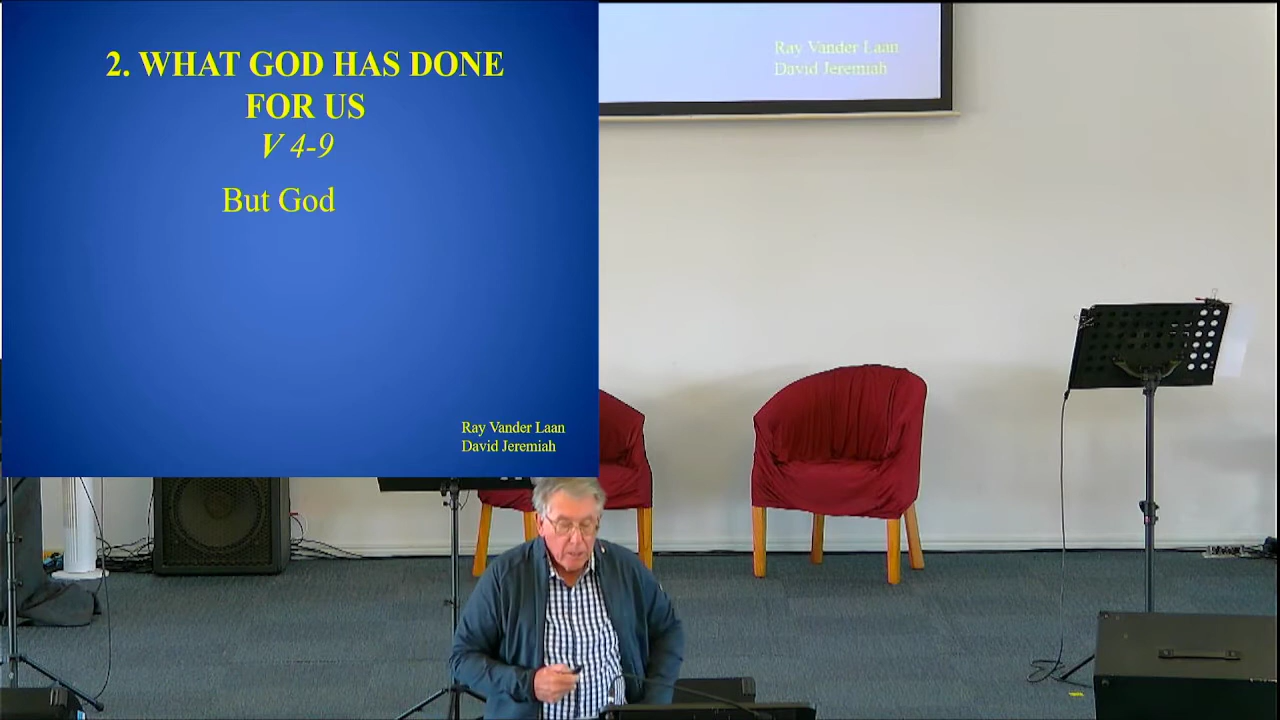 2. WHAT GOD HAS DONE
FOR US
V 4-9
But God
Ray Vander Laan
David Jeremiah
Ray Vander Laan
David Jeremiah